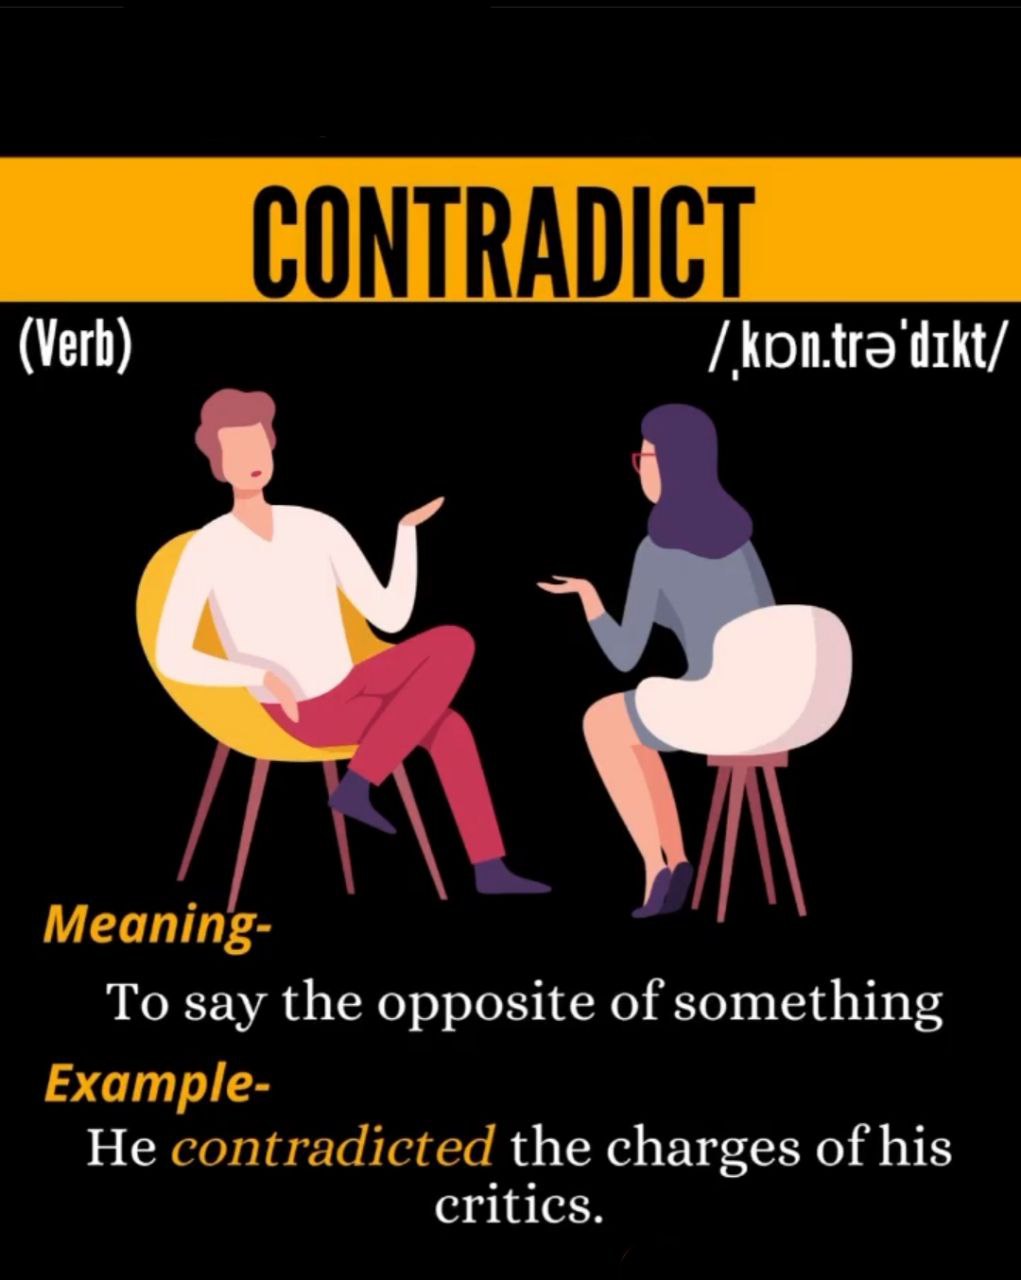 CONTRADICT
(Verb) /ˌkɒn.trəˈdɪkt/
Meaning-
To say the opposite of something
Example-
He contradicted the charges of his
critics.